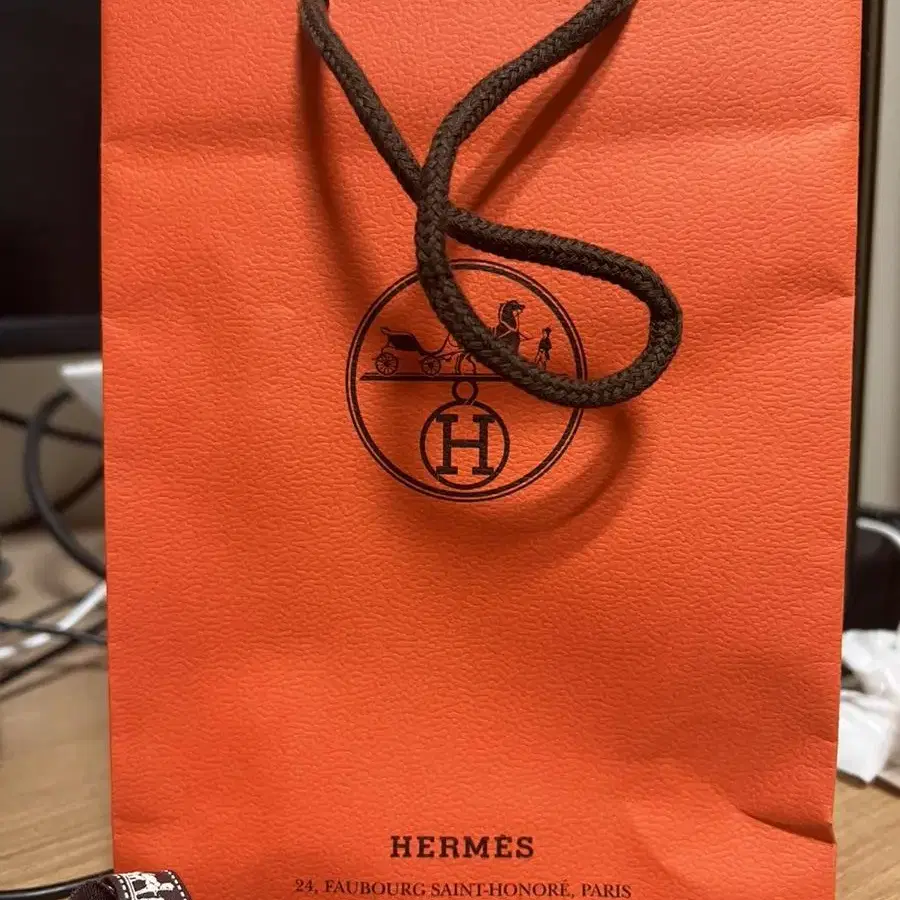 H
HERMÈS
24, FAUBOURG SAINT-HONORÉ, PARIS